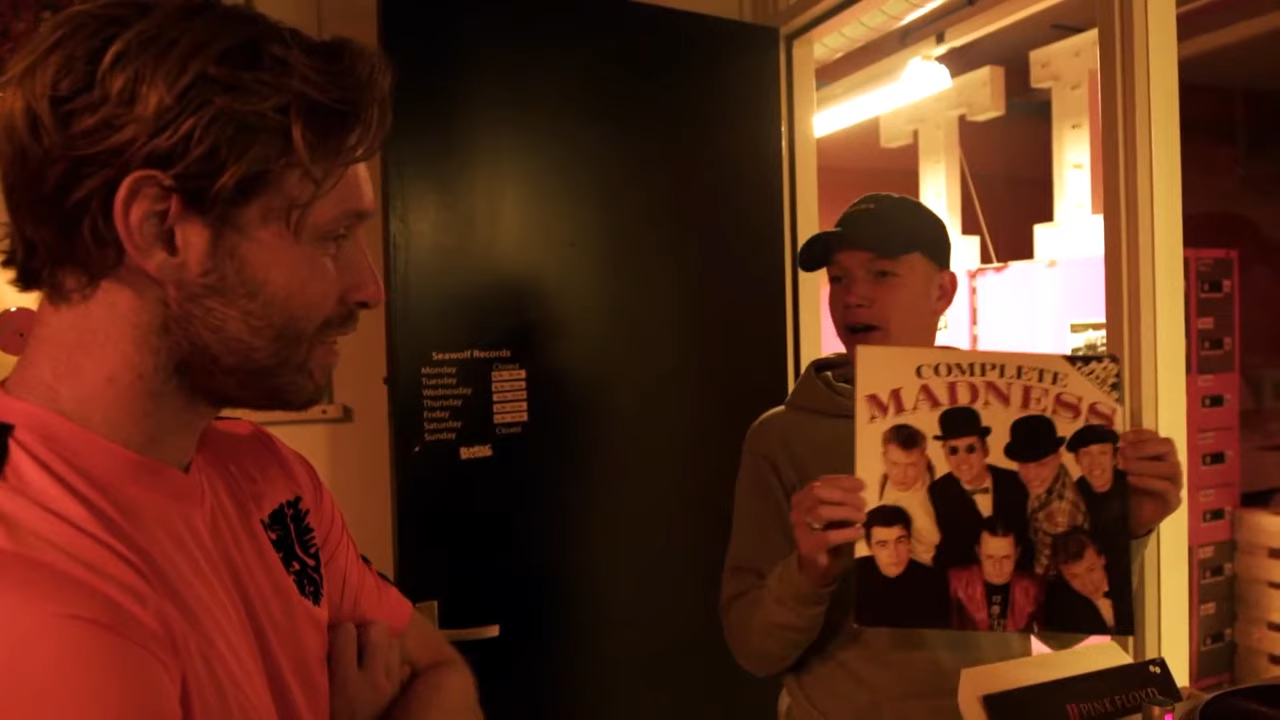 Seawolf Records
Monday Closed
Tuesday
Wednesday
Thursday
Friday
Saturday
Sunday Closed
COMPLETE
MADNESS
PINK FLOYD